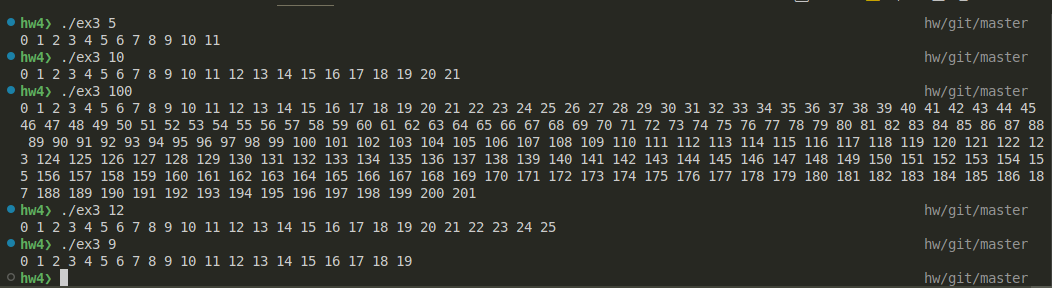 hw4❯ ./ex3 5 hw/git/master
0 1 2 3 4 5 6 7 8 9 10 11
hw4❯ ./ex3 10 hw/git/master
0 1 2 3 4 5 6 7 8 9 10 11 12 13 14 15 16 17 18 19 20 21
hw4❯ ./ex3 100 hw/git/master
0 1 2 3 4 5 6 7 8 9 10 11 12 13 14 15 16 17 18 19 20 21 22 23 24 25 26 27 28 29 30 31 32 33 34 35 36 37 38 39 40 41 42 43 44 45
46 47 48 49 50 51 52 53 54 55 56 57 58 59 60 61 62 63 64 65 66 67 68 69 70 71 72 73 74 75 76 77 78 79 80 81 82 83 84 85 86 87 88
89 90 91 92 93 94 95 96 97 98 99 100 101 102 103 104 105 106 107 108 109 110 111 112 113 114 115 116 117 118 119 120 121 122 12
3 124 125 126 127 128 129 130 131 132 133 134 135 136 137 138 139 140 141 142 143 144 145 146 147 148 149 150 151 152 153 154 15
5 156 157 158 159 160 161 162 163 164 165 166 167 168 169 170 171 172 173 174 175 176 177 178 179 180 181 182 183 184 185 186 18
7 188 189 190 191 192 193 194 195 196 197 198 199 200 201
hw4❯ ./ex3 12 hw/git/master
0 1 2 3 4 5 6 7 8 9 10 11 12 13 14 15 16 17 18 19 20 21 22 23 24 25
hw4❯ ./ex3 9 hw/git/master
0 1 2 3 4 5 6 7 8 9 10 11 12 13 14 15 16 17 18 19
hw4❯ hw/git/master